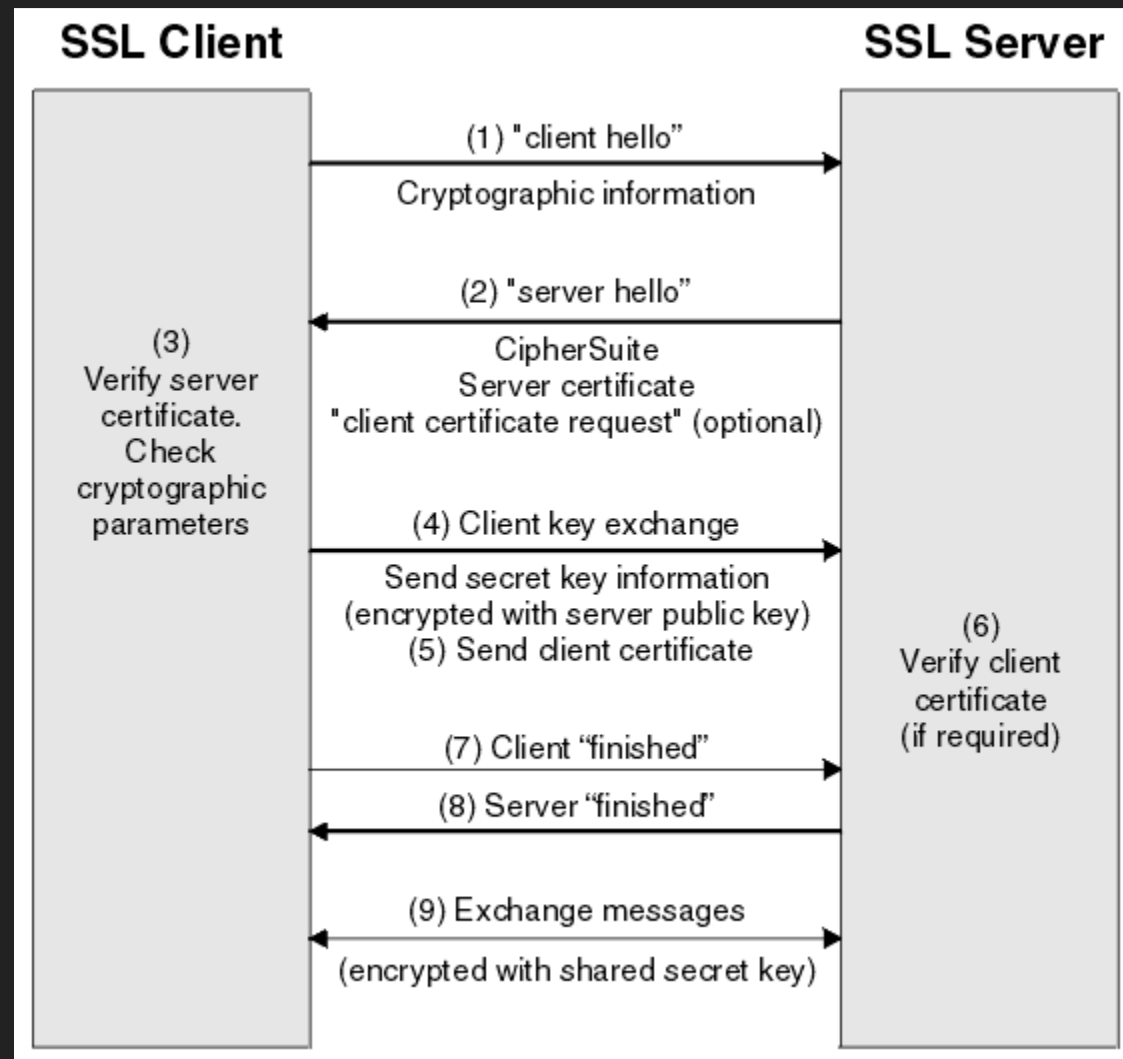 SSL Client
SSL Server
(1) "client hello”
Cryptographic information
(2) "server hello”
CipherSuite
Server certificate
"client certificate request" (optional)
(3)
Verify server
certificate.
Check
cryptographic
parameters
(4) Client key exchange
Send secret key information
(encrypted with server public key)
(5) Send client certificate
(6)
Verify client
certificate
(if required)
(7) Client “finished”
(8) Server “finished”
(9) Exchange messages
(encrypted with shared secret key)